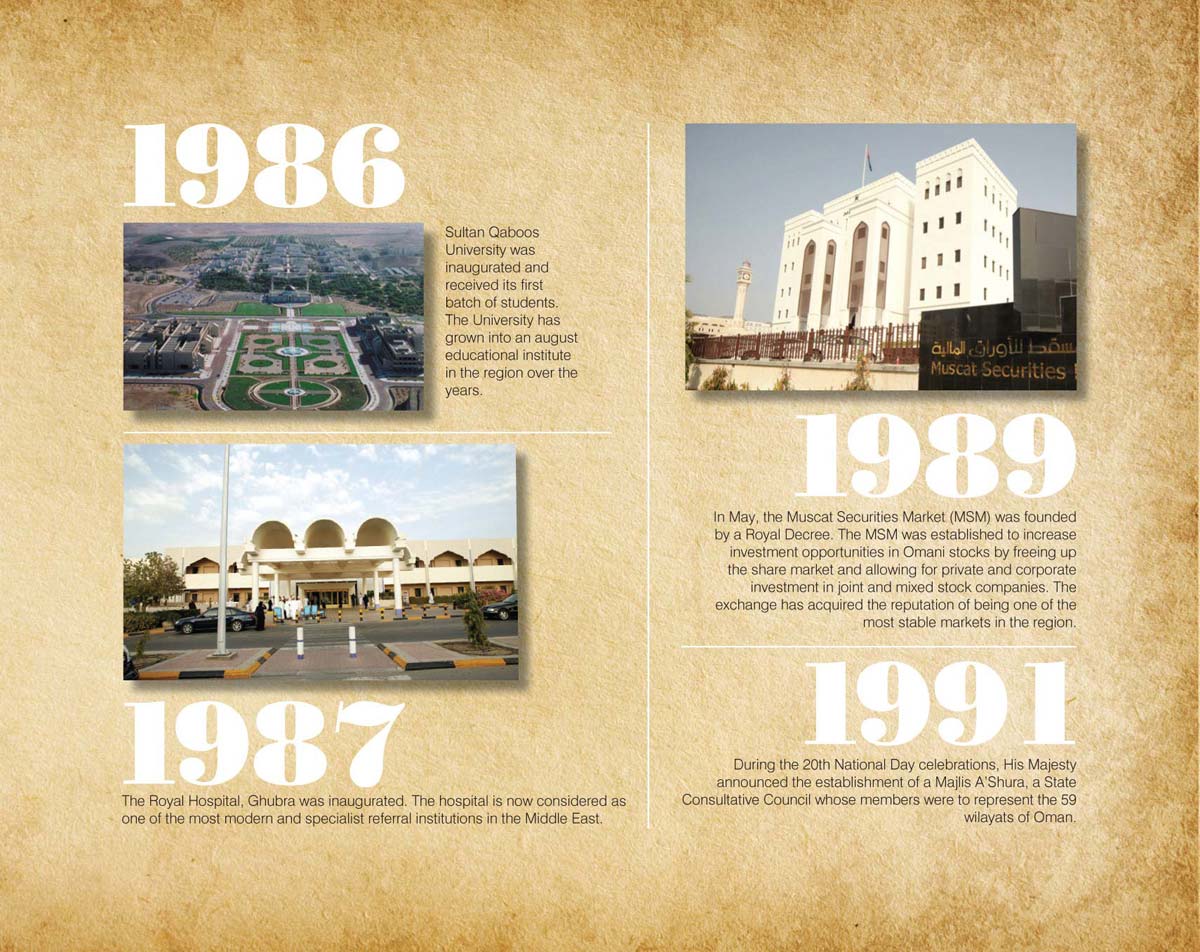 1986
Sultan Qaboos
University was
inaugurated and
received its first
batch of students.
The University has
grown into an august
educational institute
in the region over the
years.
1987
The Royal Hospital, Ghubra was inaugurated. The hospital is now considered as
one of the most modern and specialist referral institutions in the Middle East.
مسقط للأوراق المالية
Muscat Securities
1989
In May, the Muscat Securities Market (MSM) was founded
by a Royal Decree. The MSM was established to increase
investment opportunities in Omani stocks by freeing up
the share market and allowing for private and corporate
investment in joint and mixed stock companies. The
exchange has acquired the reputation of being one of the
most stable markets in the region.
1991
During the 20th National Day celebrations, His Majesty
announced the establishment of a Majlis A'Shura, a State
Consultative Council whose members were to represent the 59
wilayats of Oman.